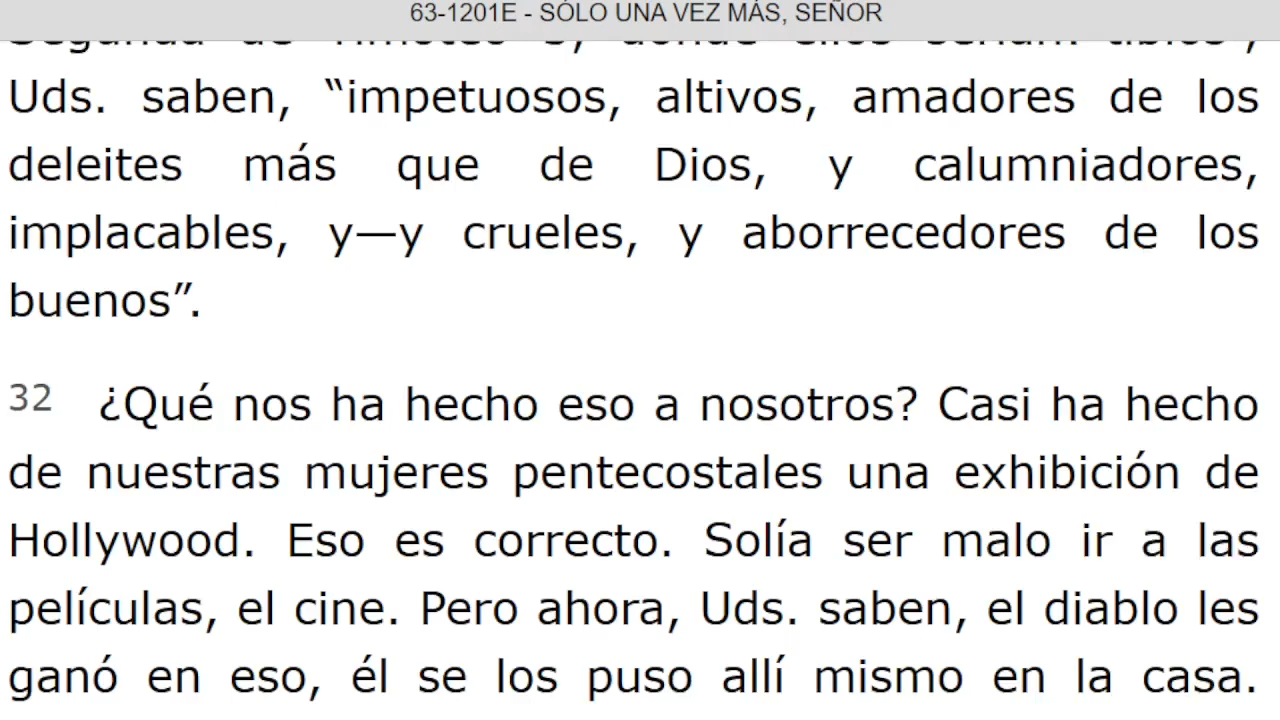 63-1201E - SÓLO UNA VEZ MÁS, SEÑOR
Uds. saben, “impetuosos, altivos, amadores de los
deleites más que de Dios, y calumniadores,
implacables, y—y crueles, y aborrecedores de los
buenos”.
32 ¿Qué nos ha hecho eso a nosotros? Casi ha hecho
de nuestras mujeres pentecostales una exhibición de
Hollywood. Eso es correcto. Solía ser malo ir a las
películas, el cine. Pero ahora, Uds. saben, el diablo les
ganó en eso, él se los puso allí mismo en la casa.